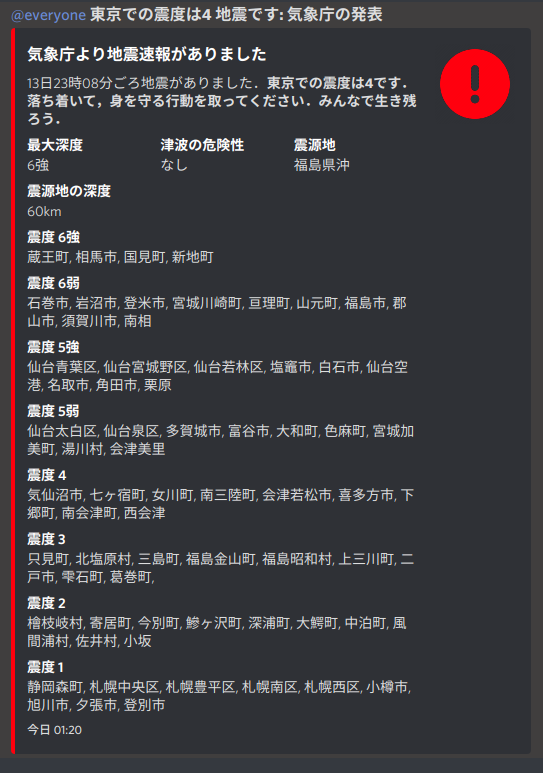 @everyone 東京での震度は4 地震です: 気象庁の発表
気象庁より地震速報がありました
13日23時08分ごろ地震がありました．東京での震度は4です．
落ち着いて，身を守る行動を取ってください．みんなで生き残
ろう．
最大深度 津波の危険性 震源地
6強 なし 福島県沖
震源地の深度
60km
震度 6強
蔵王町, 相馬市, 国見町, 新地町
震度 6弱
石巻市, 岩沼市, 登米市, 宮城川崎町, 亘理町, 山元町, 福島市, 郡
山市, 須賀川市, 南相
震度 5強
仙台青葉区, 仙台宮城野区, 仙台若林区, 塩竈市, 白石市, 仙台空
港, 名取市, 角田市, 栗原
震度 5弱
仙台太白区, 仙台泉区, 多賀城市, 富谷市, 大和町, 色麻町, 宮城加
美町, 湯川村, 会津美里
震度 4
気仙沼市, 七ヶ宿町, 女川町, 南三陸町, 会津若松市, 喜多方市, 下
郷町, 南会津町, 西会津
震度 3
只見町, 北塩原村, 三島町, 福島金山町, 福島昭和村, 上三川町, 二
戸市, 雫石町, 葛巻町,
震度 2
檜枝岐村, 寄居町, 今別町, 鰺ヶ沢町, 深浦町, 大鰐町, 中泊町, 風
間浦村, 佐井村, 小坂
震度 1
静岡森町, 札幌中央区, 札幌豊平区, 札幌南区, 札幌西区, 小樽市,
旭川市, 夕張市, 登別市
今日 01:20